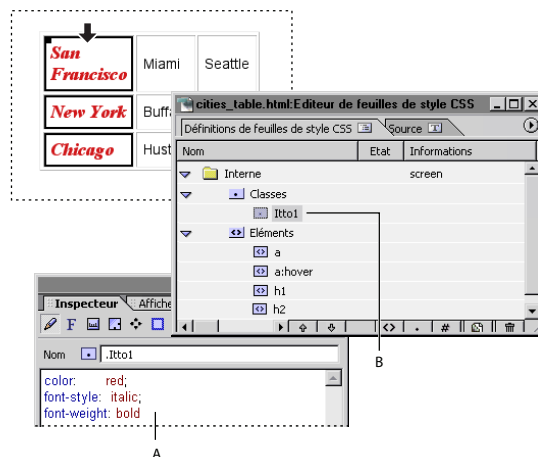 San Francisco
Miami
Seattle
New York
Buff
Chicago
Hust
cities_table.html:Editeur de feuilles de style CSS
Définitions de feuilles de style CSS
Source
Nom
Etat
Informations
Interne
screen
Classes
Itto1
Eléments
a
a:hover
h1
h2
#
B
Inspecteur
Affiche
F
Nom
.Itto1
color: red;
font-style: italic;
font-weight: bold
A